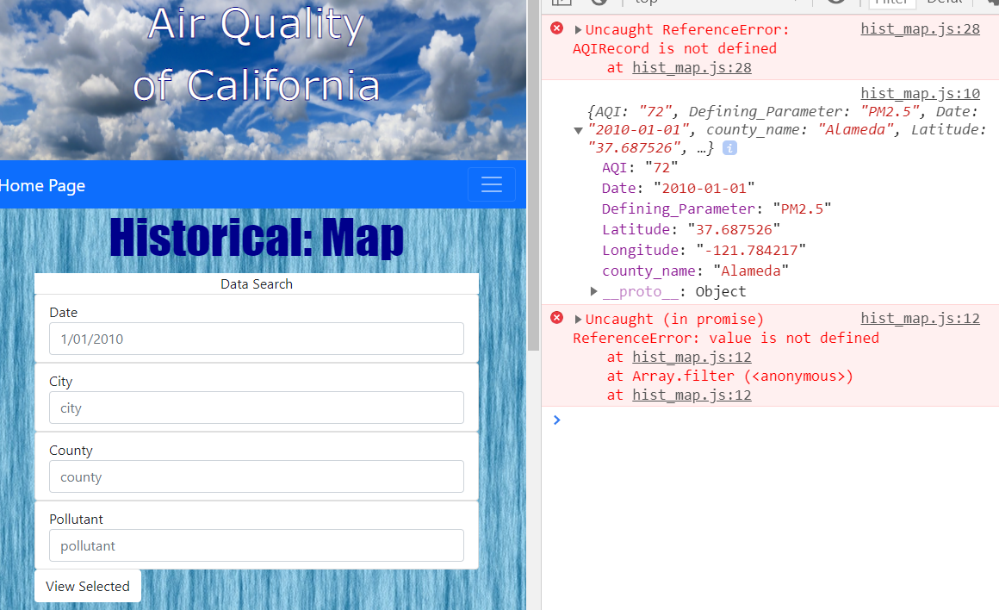 Air Quality
of California
Home Page
Historical: Map
Data Search
Date
1/01/2010
City
city
County
county
Pollutant
pollutant
View Selected
top
Filter
Uncaught ReferenceError: hist_map.js:28
AQIRecord is not defined
at hist_map.js:28
hist_map.js:10
{AQI: "72", Defining_Parameter: "PM2.5", Date:
"2010-01-01", county_name: "Alameda", Latitude:
"37.687526", …} i
AQI: "72"
Date: "2010-01-01"
Defining_Parameter: "PM2.5"
Latitude: "37.687526"
Longitude: "-121.784217"
county_name: "Alameda"
__proto__: Object
Uncaught (in promise) hist_map.js:12
ReferenceError: value is not defined
at hist_map.js:12
at Array.filter (<anonymous>)
at hist_map.js:12